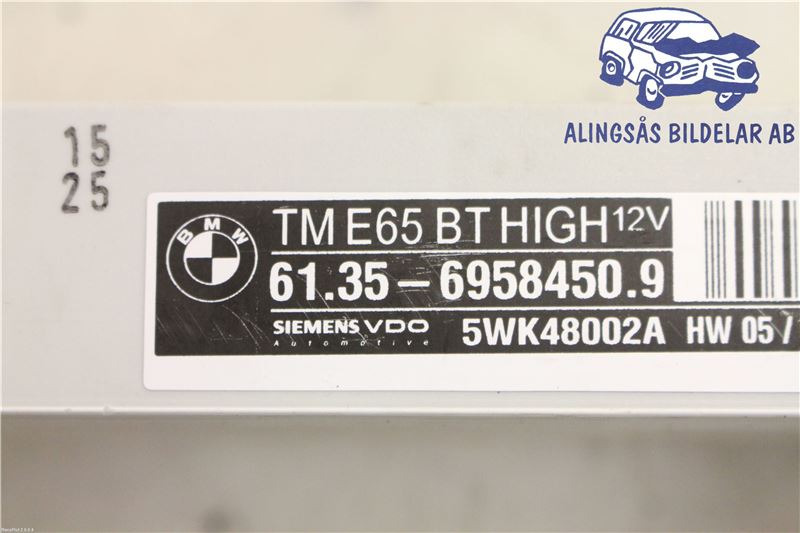 ALINGSÅS BILDELAR AB
15
25
BMW
TM E65 BT HIGH 12V
61.35 – 6958450.9
SIEMENS VDO
Automotive
5WK48002A HW 05 /